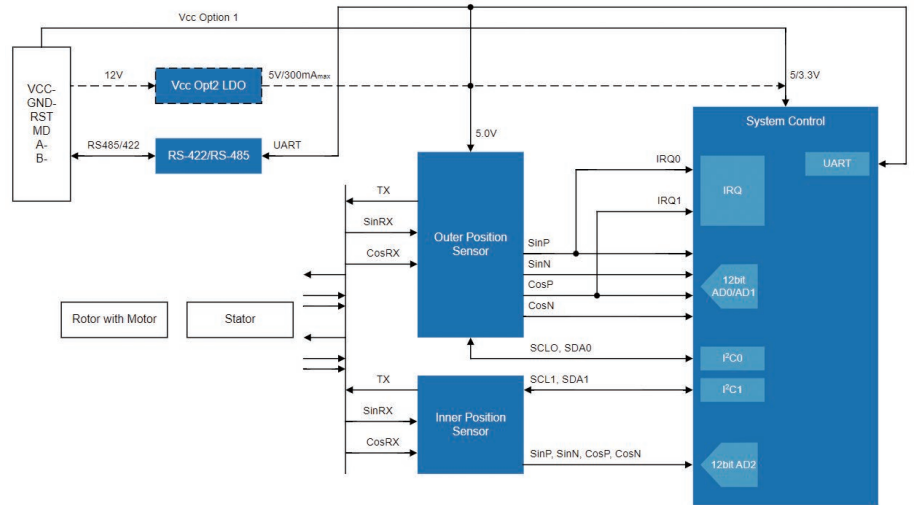 Vcc Option 1
VCC-
GND-
RST
MD
A-
B-
12V
Vcc Opt2 LDO
5V/300mAmax
5/3.3V
RS485/422
RS-422/RS-485
UART
5.0V
System Control
UART
IRQ0
IRQ
IRQ1
TX
SinRX
CosRX
Outer Position
Sensor
SinP
SinN
CosP
CosN
12bit
AD0/AD1
Rotor with Motor
Stator
SCLO, SDA0
I²C0
TX
SinRX
CosRX
Inner Position
Sensor
SCL1, SDA1
I²C1
SinP, SinN, CosP, CosN
12bit AD2